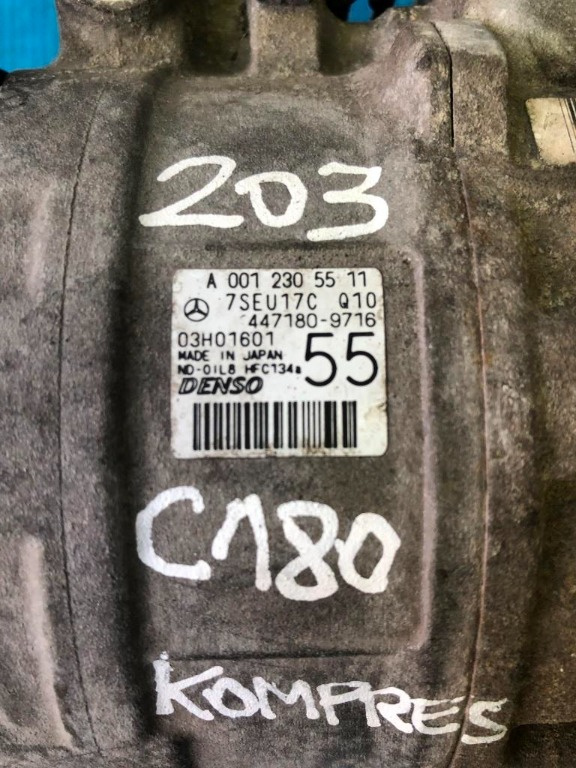 203
A 001 230 55 11
7SEU17C Q10
447180-9716
03H01601
MADE IN JAPAN
ND-OIL8 HFC134a
55
DENSO
C180
KOMPRES